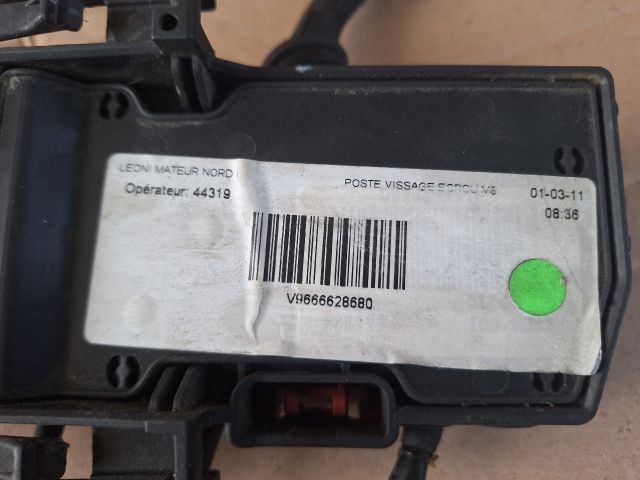 LEONI MATEUR NORD
POSTE VISSAGE ECROU M8
01-03-11
Opérateur: 44319
08:36
V9666628680